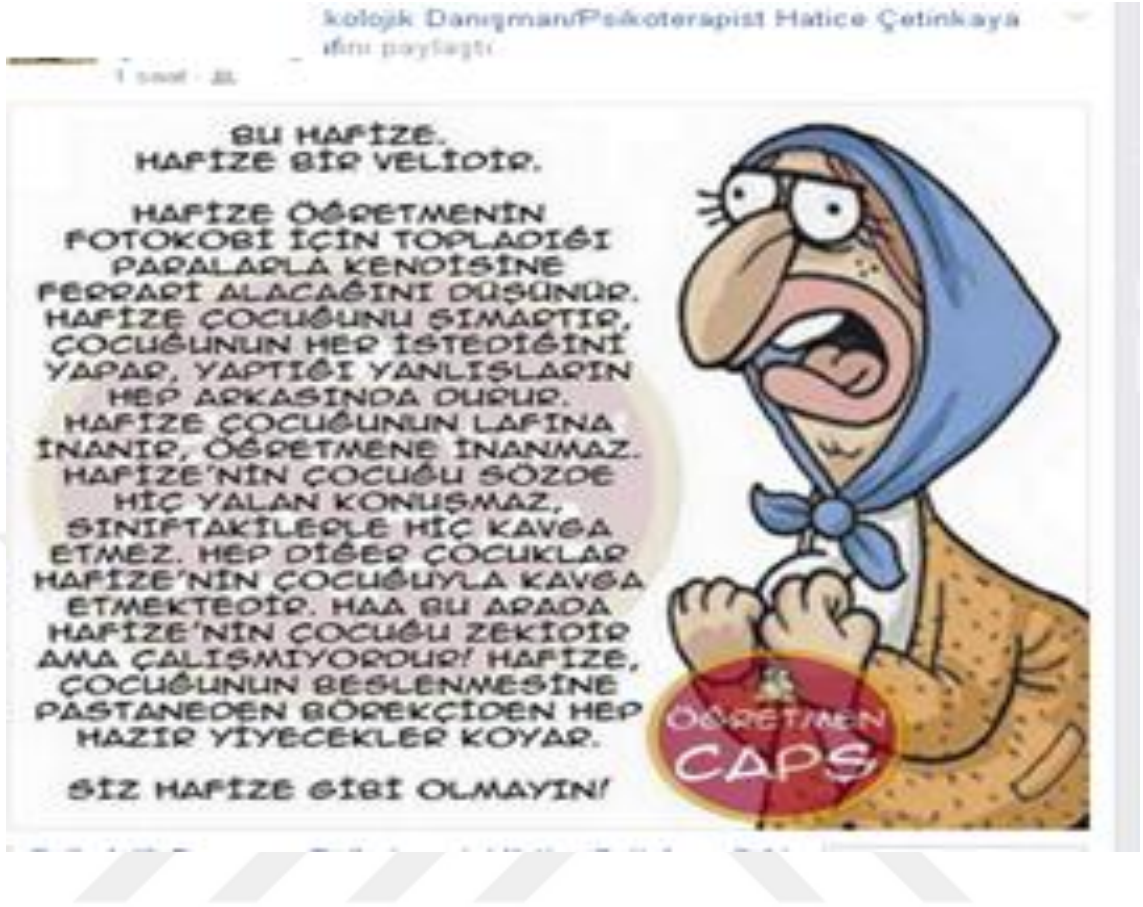 kolojik Danışman/Psikoterapist Hatice Çetinkaya
paylaştı
1 saat
BU HAFİZE.
HAFİZE BİR VELİDİR.
HAFİZE ÖĞRETMENİN
FOTOKOBİ İÇİN TOPLADIĞI
PARALARLA KENDİSİNE
FERRARİ ALACAĞINI DÜŞÜNÜR.
HAFİZE ÇOCUĞUNU ŞIMARTIR,
ÇOCUĞUNUN HER İSTEDİĞİNİ
YAPAR, YAPTIĞI YANLIŞLARIN
HEP ARKASINDA DURUR.
HAFİZE ÇOCUĞUNUN LAFINA
İNANIR, ÖĞRETMENE İNANMAZ.
HAFİZE'NİN ÇOCUĞU SÖZDE
HİÇ YALAN KONUŞMAZ,
SINIFTAKİLERLE HİÇ KAVGA
ETMEZ. HEP DİĞER ÇOCUKLAR
HAFİZE'NİN ÇOCUĞUYLA KAVGA
ETMEKTEDİR. HAA BU ARADA
HAFİZE'NİN ÇOCUĞU ZEKİDİR
AMA ÇALIŞMIYORDUR! HAFİZE,
ÇOCUĞUNUN BESLENMESİNE
PASTANEDEN BÖREKÇİDEN HEP
HAZIR YİYECEKLER KOYAR.
SİZ HAFİZE GİBİ OLMAYIN!
ÖĞRETMEN
CAPS